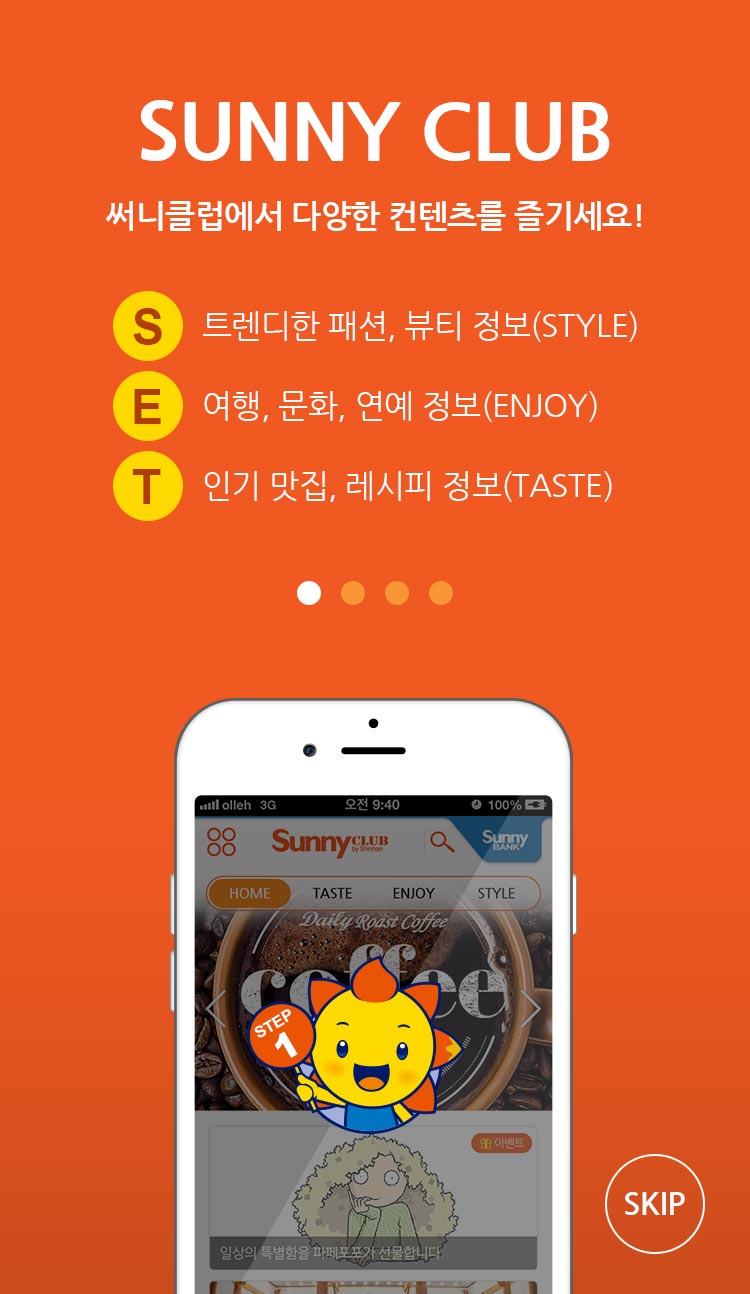 SUNNY CLUB
써니클럽에서 다양한 컨텐츠를 즐기세요!
S 트렌디한 패션, 뷰티 정보(STYLE)
E 여행, 문화, 연예 정보(ENJOY)
T 인기 맛집, 레시피 정보(TASTE)
olleh 3G 오전 9:40 100%
Sunny CLUB by Shinhan Sunny BANK
HOME TASTE ENJOY STYLE
Daily Roast Coffee
coffee
STEP 1
이벤트
일상의 특별함을 파페포포가 선물합니다.
SKIP